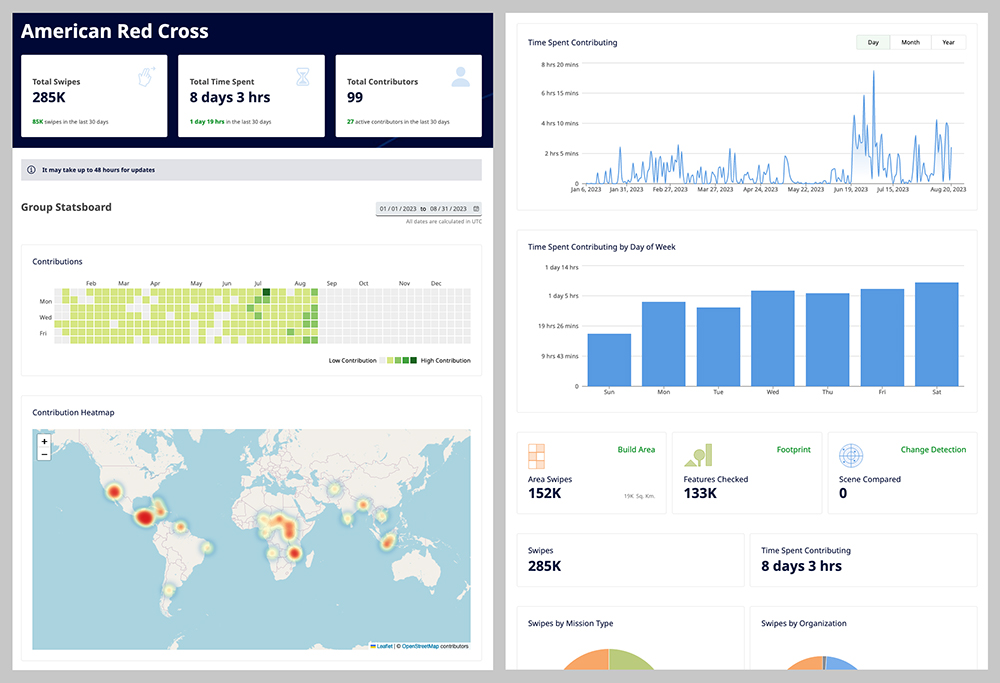 American Red Cross
Total Swipes
285K
85K swipes in the last 30 days
Total Time Spent
8 days 3 hrs
1 day 19 hrs in the last 30 days
Total Contributors
99
27 active contributors in the last 30 days
It may take up to 48 hours for updates
Group Statsboard
01 / 01 / 2023 to 08 / 31 / 2023
All dates are calculated in UTC
Contributions
Feb Mar Apr May Jun Jul Aug Sep Oct Nov Dec
Mon
Wed
Fri
Low Contribution High Contribution
Contribution Heatmap
+
−
Leaflet | © OpenStreetMap contributors
Time Spent Contributing
Day Month Year
8 hrs 20 mins
6 hrs 15 mins
4 hrs 10 mins
2 hrs 5 mins
0
Jan 6, 2023 Jan 31, 2023 Feb 27, 2023 Mar 27, 2023 Apr 24, 2023 May 22, 2023 Jun 19, 2023 Jul 15, 2023 Aug 20, 2023
Time Spent Contributing by Day of Week
1 day 14 hrs
1 day 5 hrs
19 hrs 26 mins
9 hrs 43 mins
0
Sun Mon Tue Wed Thu Fri Sat
Build Area
Area Swipes
152K
19K Sq. Km.
Footprint
Features Checked
133K
Change Detection
Scene Compared
0
Swipes
285K
Time Spent Contributing
8 days 3 hrs
Swipes by Mission Type
Swipes by Organization